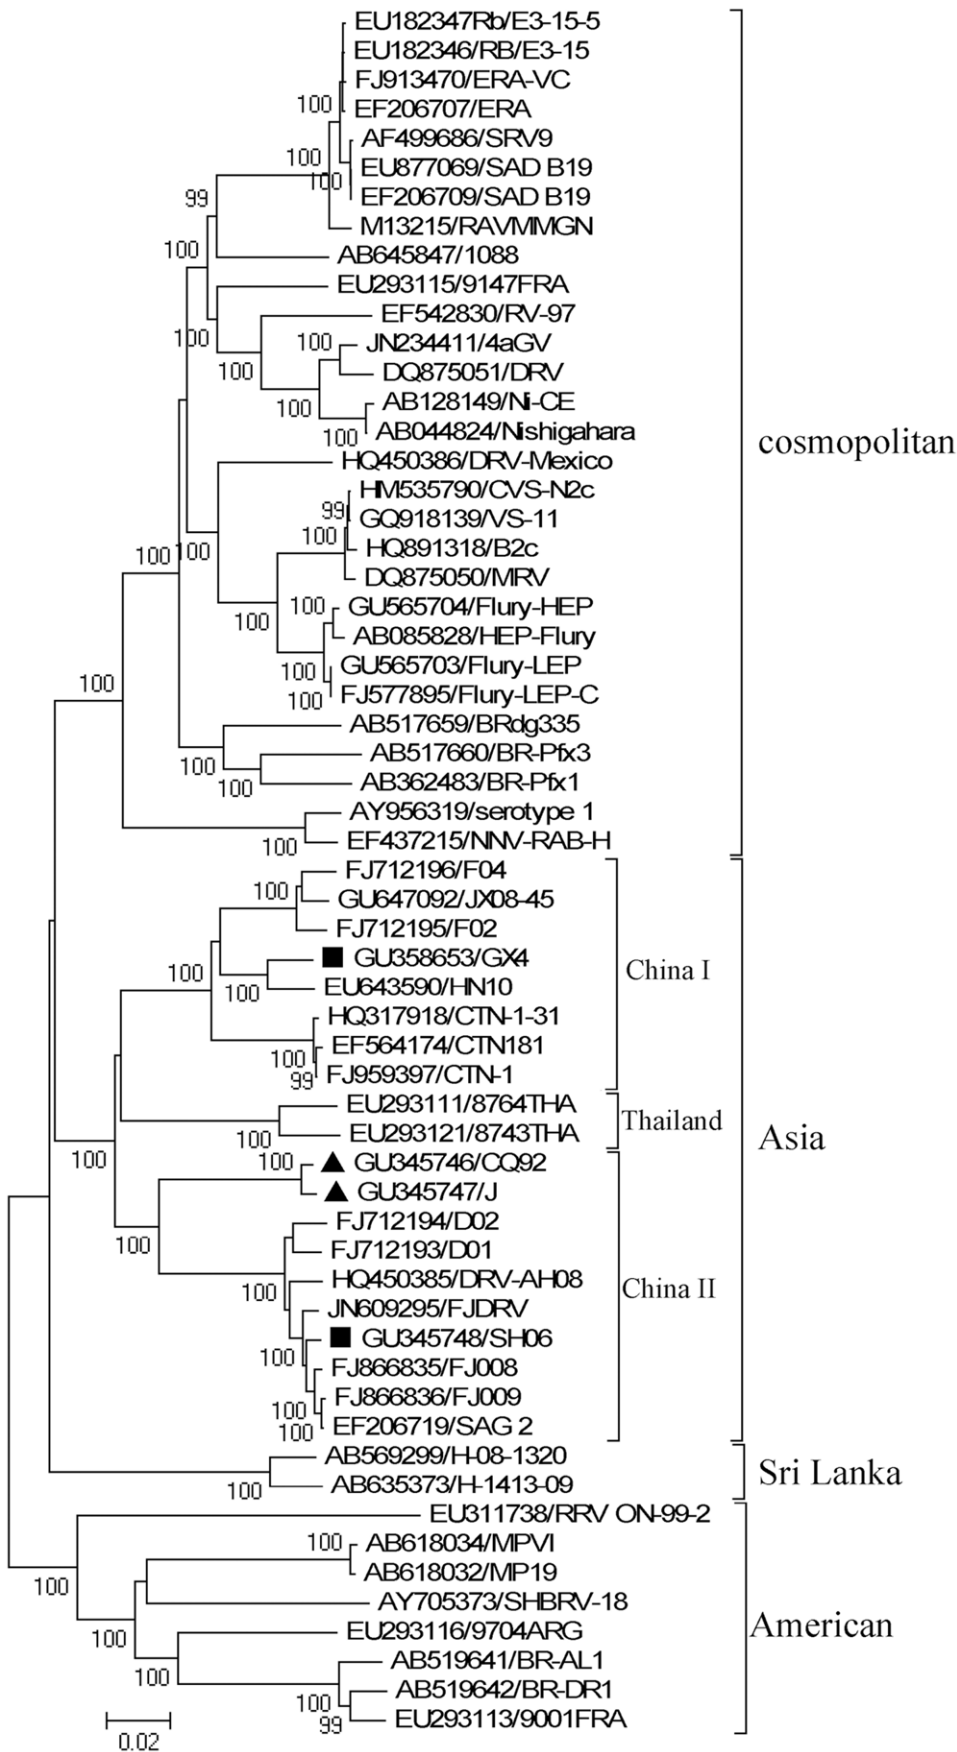 EU182347Rb/E3-15-5
EU182346/RB/E3-15
FJ913470/ERA-VC
100
EF206707/ERA
AF499686/SRV9
100
EU877069/SAD B19
100
99
EF206709/SAD B19
M13215/RAVMMGN
100
AB645847/1088
EU293115/9147FRA
EF542830/RV-97
100
100
JN234411/4aGV
100
DQ875051/DRV
100
AB128149/Ni-CE
100
AB044824/Nishigahara
cosmopolitan
HQ450386/DRV-Mexico
HM535790/CVS-N2c
99
GQ918139/VS-11
100
100
100
HQ891318/B2c
DQ875050/MRV
100
GU565704/Flury-HEP
100
AB085828/HEP-Flury
100
GU565703/Flury-LEP
100
100
FJ577895/Flury-LEP-C
AB517659/BRdg335
100
AB517660/BR-Pfx3
100
AB362483/BR-Pfx1
AY956319/serotype 1
100
EF437215/NNV-RAB-H
FJ712196/F04
100
GU647092/JX08-45
FJ712195/F02
GU358653/GX4
China I
100
100
EU643590/HN10
HQ317918/CTN-1-31
EF564174/CTN181
100
99
FJ959397/CTN-1
EU293111/8764THA
Thailand
100
EU293121/8743THA
Asia
100
100
GU345746/CQ92
GU345747/J
FJ712194/D02
100
FJ712193/D01
HQ450385/DRV-AH08
100
China II
JN609295/FJDRV
GU345748/SH06
100
FJ866835/FJ008
FJ866836/FJ009
100
100
EF206719/SAG 2
AB569299/H-08-1320
Sri Lanka
100
AB635373/H-1413-09
EU311738/RRV ON-99-2
100
AB618034/MPVI
AB618032/MP19
100
AY705373/SHBRV-18
American
EU293116/9704ARG
100
AB519641/BR-AL1
100
AB519642/BR-DR1
100
99
EU293113/9001FRA
0.02